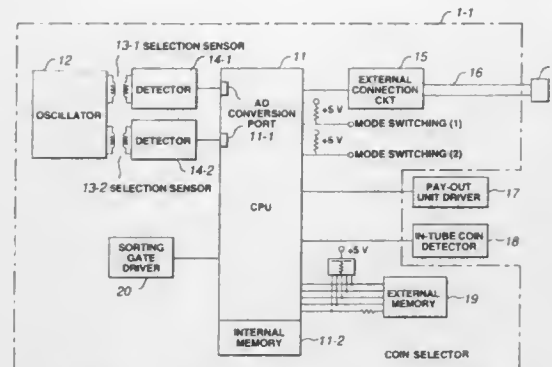 1-1
12
13-1 SELECTION SENSOR
14-1
11
15
16
OSCILLATOR
DETECTOR
AD
CONVERSION
PORT
11-1
EXTERNAL
CONNECTION
CKT
+5 V
MODE SWITCHING (1)
+5 V
MODE SWITCHING (2)
DETECTOR
14-2
13-2 SELECTION SENSOR
CPU
PAY-OUT
UNIT DRIVER
17
IN-TUBE COIN
DETECTOR
18
SORTING
GATE
DRIVER
20
+5 V
EXTERNAL
MEMORY
19
INTERNAL
MEMORY
11-2
COIN SELECTOR